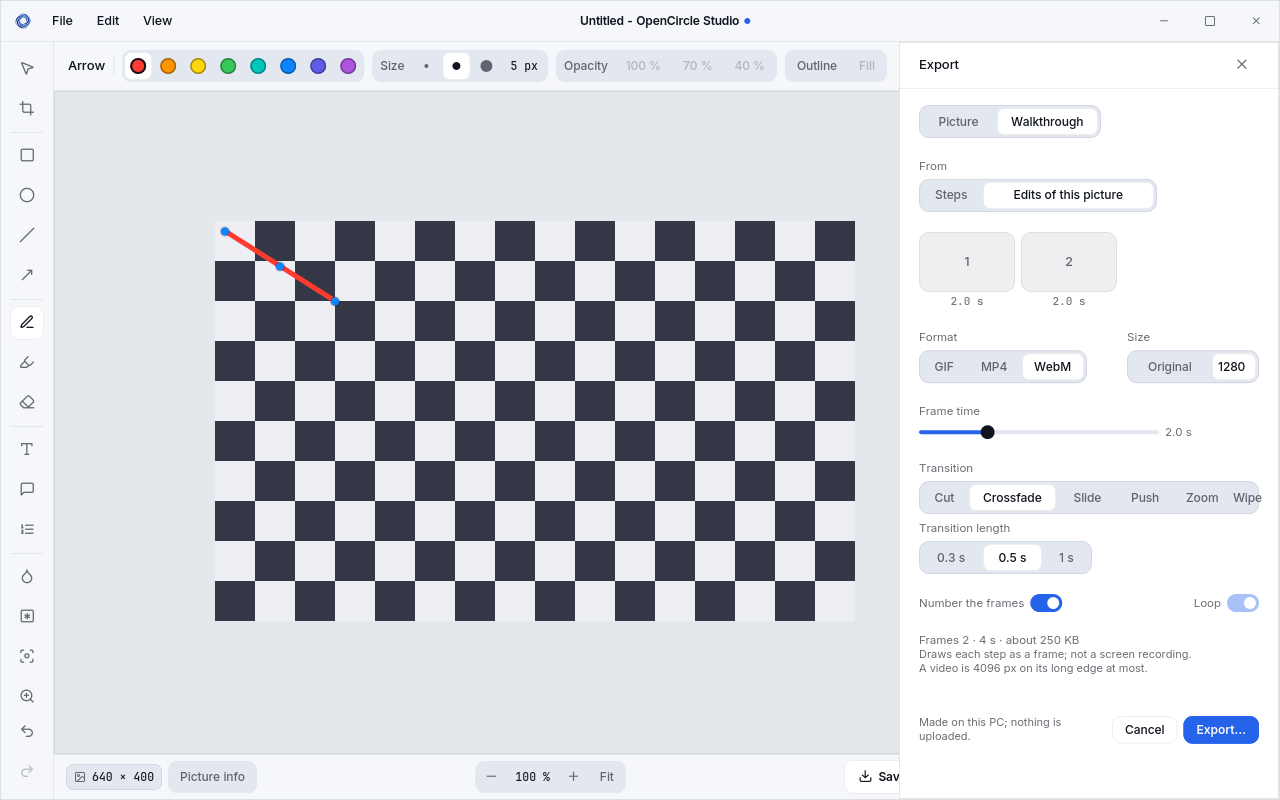 File Edit View
Untitled - OpenCircle Studio
Arrow
Size
5 px
Opacity 100 % 70 % 40 %
Outline Fill
Export
Picture Walkthrough
From
Steps Edits of this picture
1 2
2.0 s 2.0 s
Format Size
GIF MP4 WebM Original 1280
Frame time
2.0 s
Transition
Cut Crossfade Slide Push Zoom Wipe
Transition length
0.3 s 0.5 s 1 s
Number the frames Loop
Frames 2 · 4 s · about 250 KB
Draws each step as a frame; not a screen recording.
A video is 4096 px on its long edge at most.
Made on this PC; nothing is
uploaded.
Cancel Export...
640 × 400 Picture info
100 % Fit
Sav